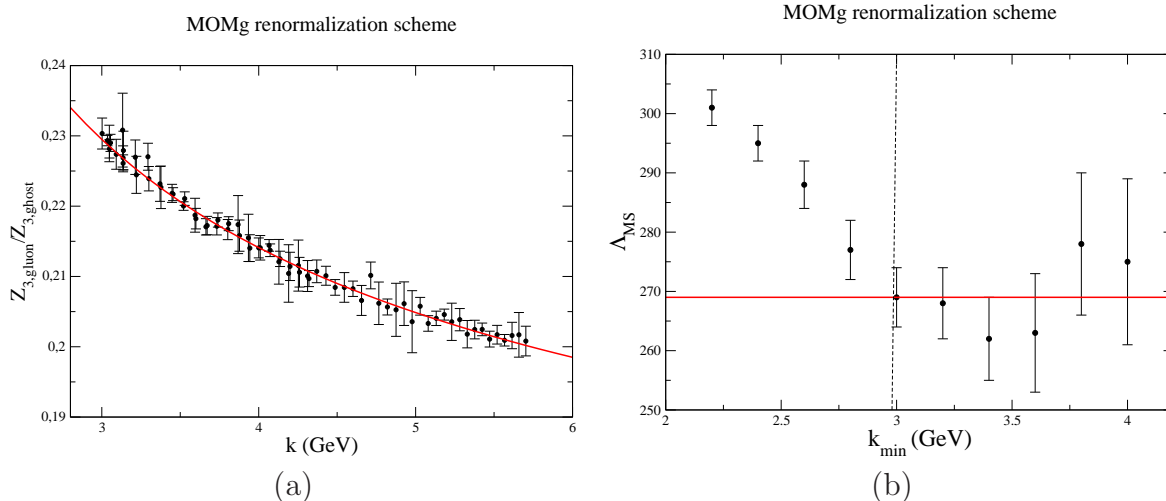 MOMg renormalization scheme
Z3,gluon/Z3,ghost
0,24
0,23
0,22
0,21
0,2
0,19
3
4
5
6
k (GeV)
(a)
MOMg renormalization scheme
ΛMS
310
300
290
280
270
260
250
2
2.5
3
3.5
4
kmin (GeV)
(b)